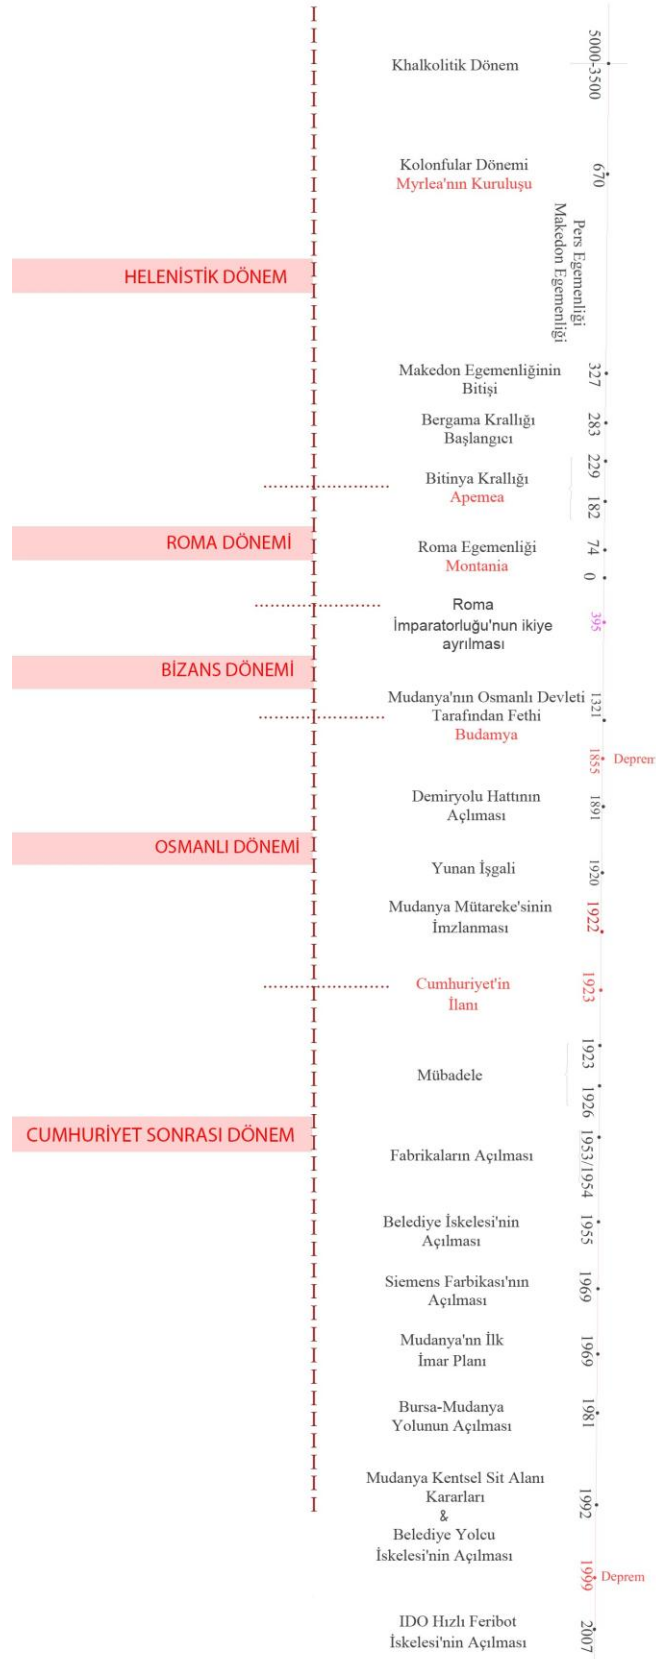 Khalkolitik Dönem
5000-3500
Kolonfular Dönemi
Myrlea'nın Kuruluşu
670
Pers Egemenliği
Makedon Egemenliği
HELENİSTİK DÖNEM
Makedon Egemenliğinin
Bitişi
327
Bergama Krallığı
Başlangıcı
283
229
Bitinya Krallığı
Apemea
182
ROMA DÖNEMİ
Roma Egemenliği
Montania
74
0
Roma
İmparatorluğu'nun ikiye
ayrılması
395
BİZANS DÖNEMİ
Mudanya'nın Osmanlı Devleti
Tarafından Fethi
Budamya
1321
1855
Deprem
Demiryolu Hattının
Açlıması
1891
OSMANLI DÖNEMİ
Yunan İşgali
1920
Mudanya Mütareke'sinin
İmzlanması
1922
Cumhuriyet'in
İlanı
1923
1923
Mübadele
1926
CUMHURİYET SONRASI DÖNEM
Fabrikaların Açılması
1953/1954
Belediye İskelesi'nin
Açılması
1955
Siemens Farbikası'nın
Açılması
1969
Mudanya'nn İlk
İmar Planı
1969
Bursa-Mudanya
Yolunun Açılması
1981
Mudanya Kentsel Sit Alanı
Kararları
&
Belediye Yolcu
İskelesi'nin Açılması
1992
1999
Deprem
IDO Hızlı Feribot
İskelesi'nin Açılması
2007